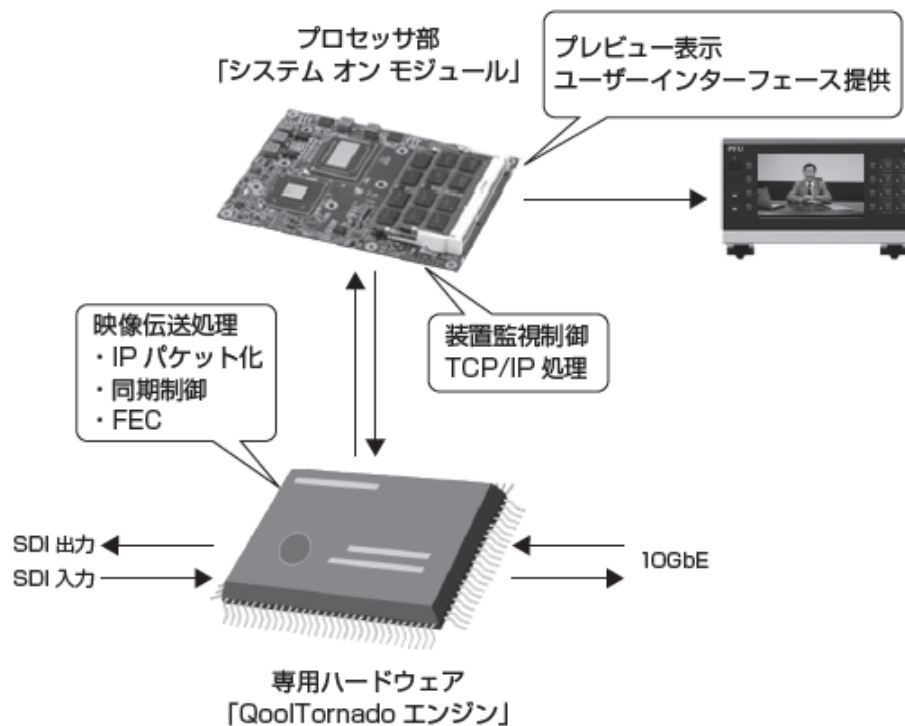 プロセッサ部
「システム オン モジュール」
プレビュー表示
ユーザーインターフェース提供
映像伝送処理
・IP パケット化
・同期制御
・FEC
装置監視制御
TCP/IP 処理
SDI 出力
SDI 入力
10GbE
専用ハードウェア
「QoolTornado エンジン」